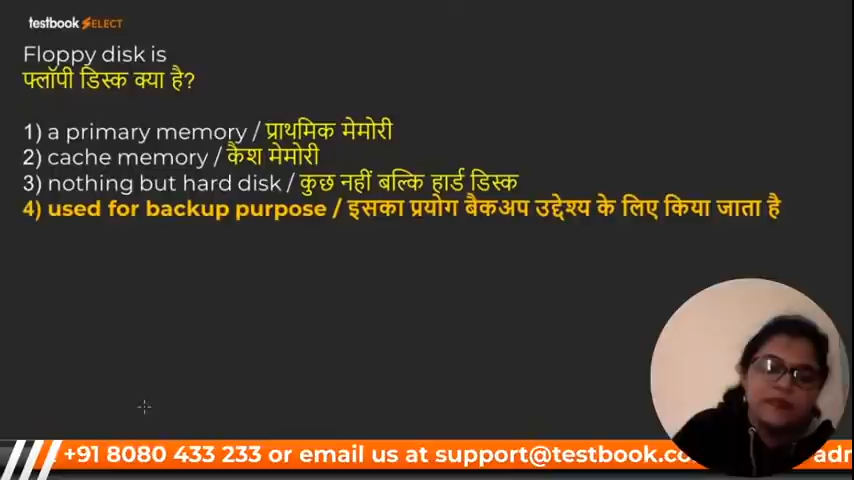 testbook SELECT
Floppy disk is
फ्लॉपी डिस्क क्या है?
1) a primary memory / प्राथमिक मेमोरी
2) cache memory / कैश मेमोरी
3) nothing but hard disk / कुछ नहीं बल्कि हार्ड डिस्क
4) used for backup purpose / इसका प्रयोग बैकअप उद्देश्य के लिए किया जाता है
+91 8080 433 233 or email us at support@testbook.co